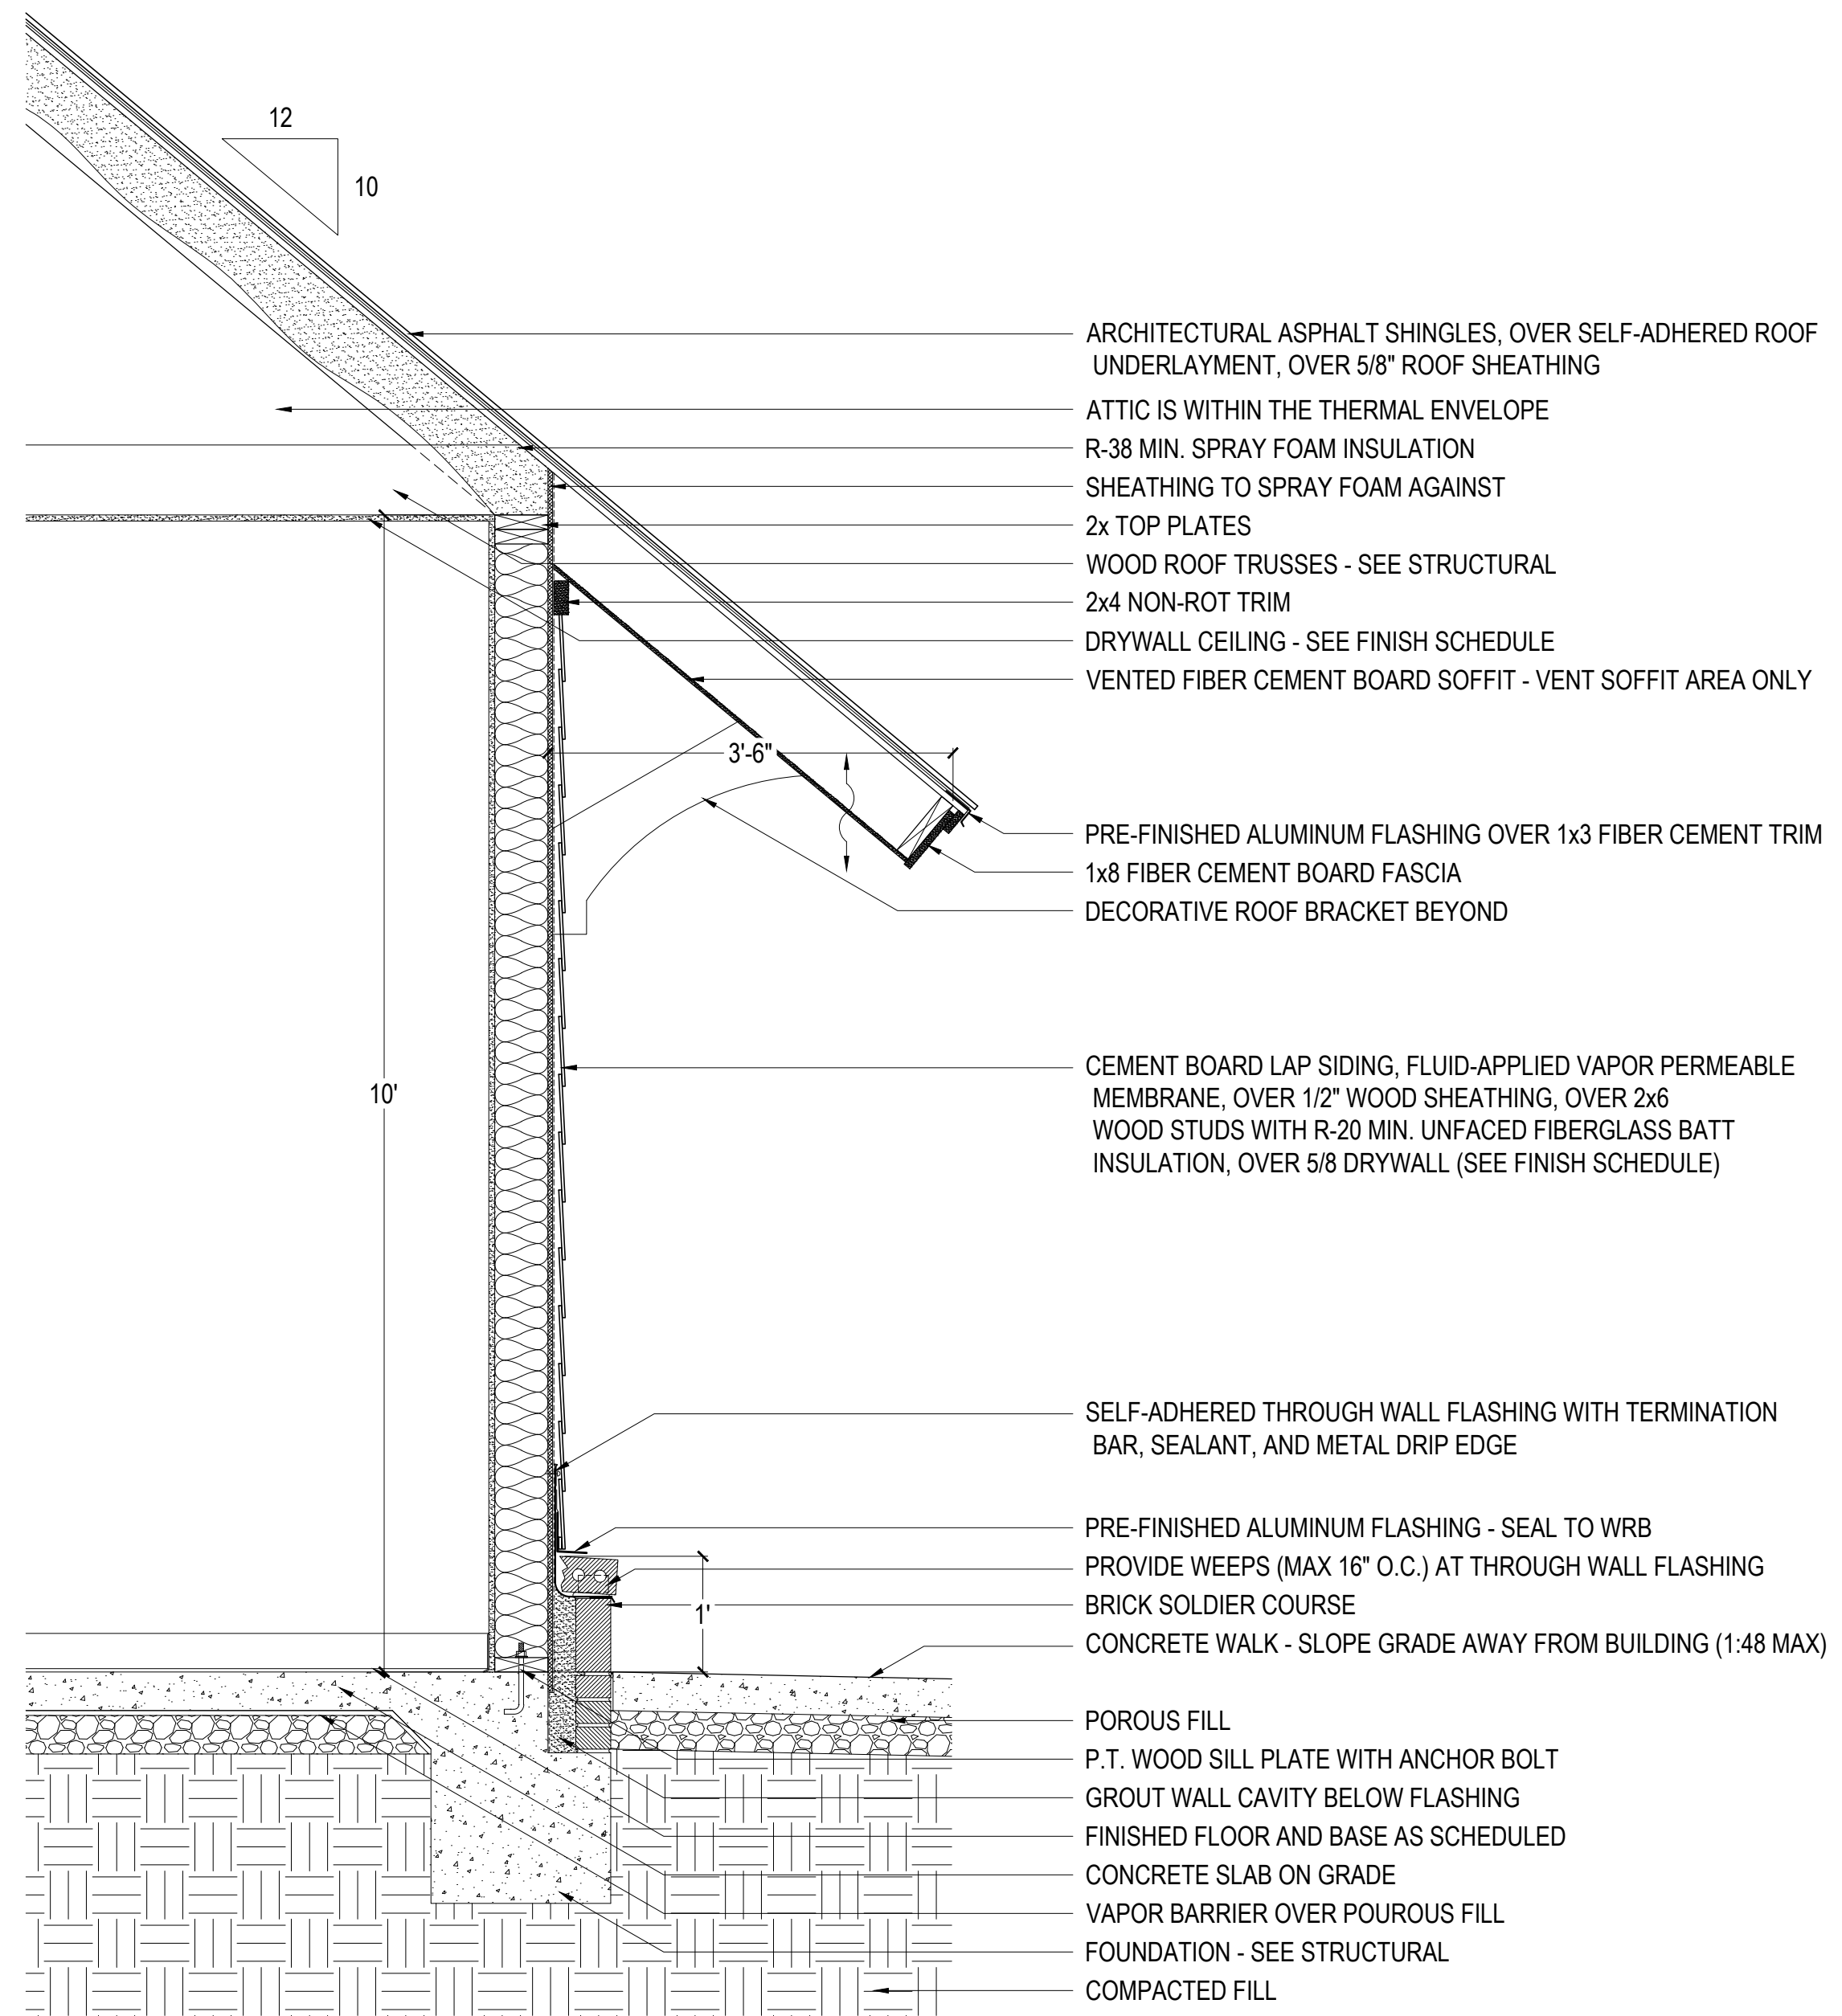 12
10
ARCHITECTURAL ASPHALT SHINGLES, OVER SELF-ADHERED ROOF
UNDERLAYMENT, OVER 5/8" ROOF SHEATHING
ATTIC IS WITHIN THE THERMAL ENVELOPE
R-38 MIN. SPRAY FOAM INSULATION
SHEATHING TO SPRAY FOAM AGAINST
2x TOP PLATES
WOOD ROOF TRUSSES - SEE STRUCTURAL
2x4 NON-ROT TRIM
DRYWALL CEILING - SEE FINISH SCHEDULE
VENTED FIBER CEMENT BOARD SOFFIT - VENT SOFFIT AREA ONLY
3'-6"
PRE-FINISHED ALUMINUM FLASHING OVER 1x3 FIBER CEMENT TRIM
1x8 FIBER CEMENT BOARD FASCIA
DECORATIVE ROOF BRACKET BEYOND
10'
CEMENT BOARD LAP SIDING, FLUID-APPLIED VAPOR PERMEABLE
MEMBRANE, OVER 1/2" WOOD SHEATHING, OVER 2x6
WOOD STUDS WITH R-20 MIN. UNFACED FIBERGLASS BATT
INSULATION, OVER 5/8 DRYWALL (SEE FINISH SCHEDULE)
SELF-ADHERED THROUGH WALL FLASHING WITH TERMINATION
BAR, SEALANT, AND METAL DRIP EDGE
PRE-FINISHED ALUMINUM FLASHING - SEAL TO WRB
PROVIDE WEEPS (MAX 16" O.C.) AT THROUGH WALL FLASHING
BRICK SOLDIER COURSE
1'
CONCRETE WALK - SLOPE GRADE AWAY FROM BUILDING (1:48 MAX)
POROUS FILL
P.T. WOOD SILL PLATE WITH ANCHOR BOLT
GROUT WALL CAVITY BELOW FLASHING
FINISHED FLOOR AND BASE AS SCHEDULED
CONCRETE SLAB ON GRADE
VAPOR BARRIER OVER POUROUS FILL
FOUNDATION - SEE STRUCTURAL
COMPACTED FILL